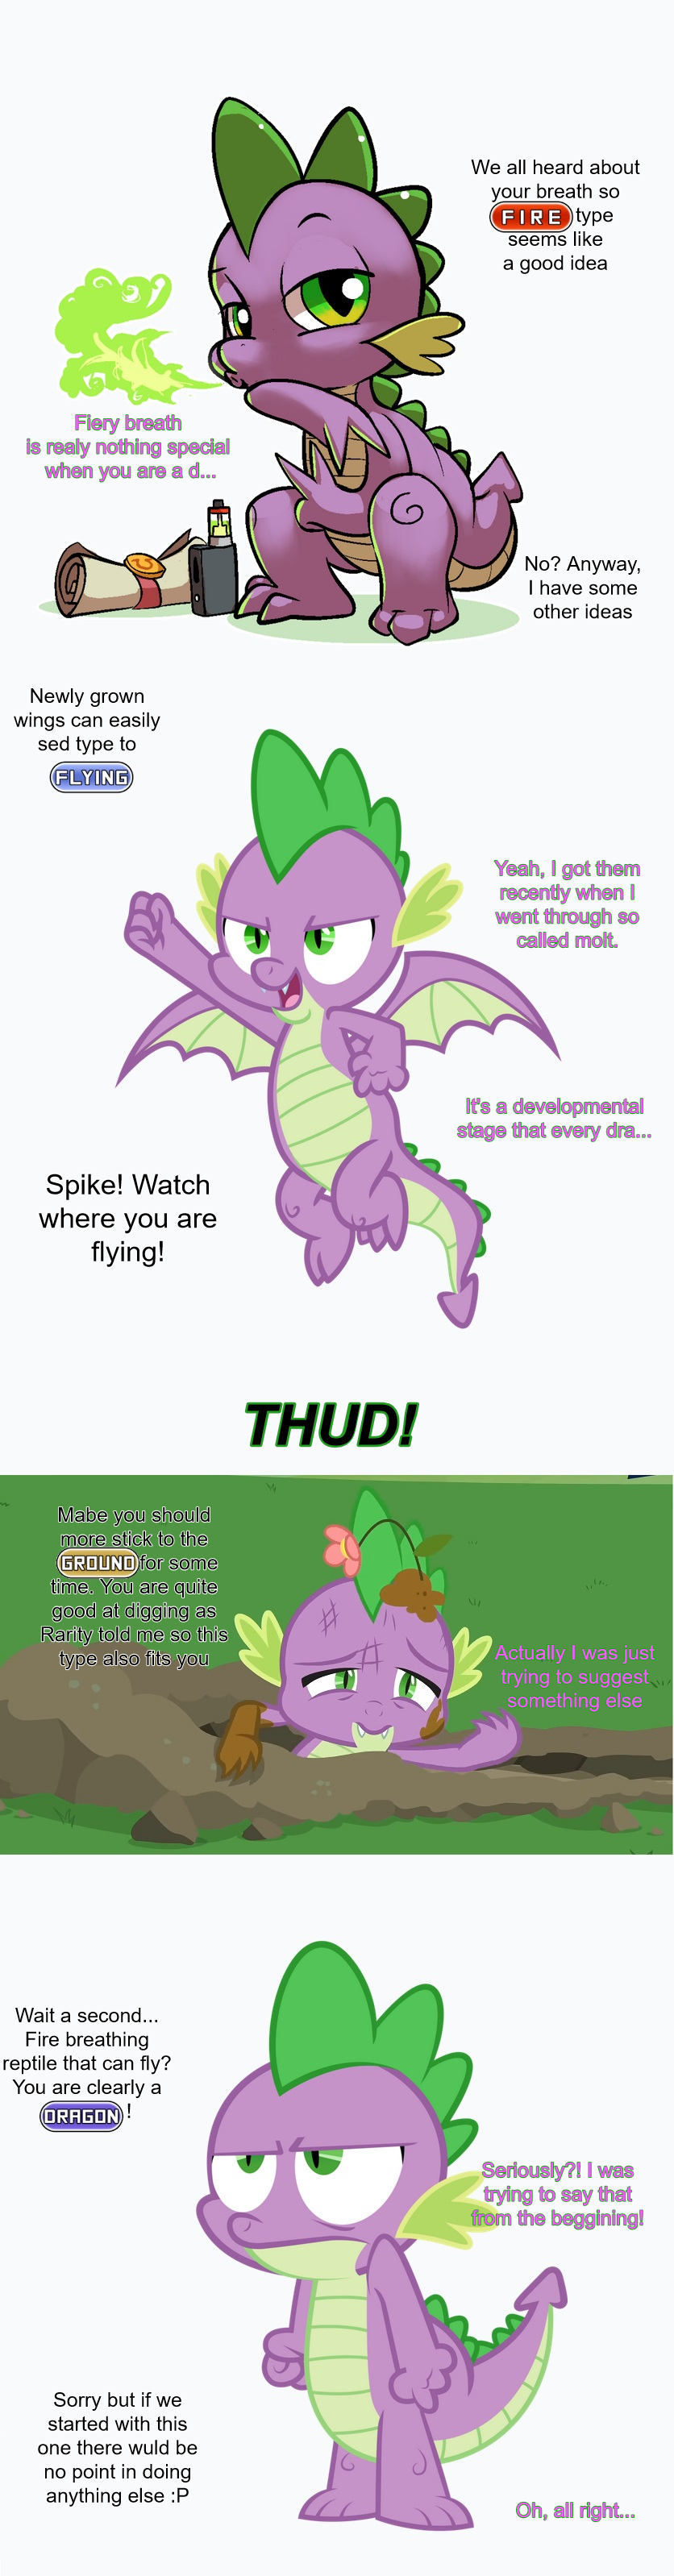 We all heard about
your breath so
FIRE type
seems like
a good idea
Fiery breath
is realy nothing special
when you are a d...
No? Anyway,
I have some
other ideas
Newly grown
wings can easily
sed type to
FLYING
Yeah, I got them
recently when I
went through so
called molt.
It's a developmental
stage that every dra...
Spike! Watch
where you are
flying!
THUD!
Mabe you should
more stick to the
GROUND for some
time. You are quite
good at digging as
Rarity told me so this
type also fits you
Actually I was just
trying to suggest
something else
Wait a second...
Fire breathing
reptile that can fly?
You are clearly a
DRAGON !
Seriously?! I was
trying to say that
from the beggining!
Sorry but if we
started with this
one there wuld be
no point in doing
anything else :P
Oh, all right...